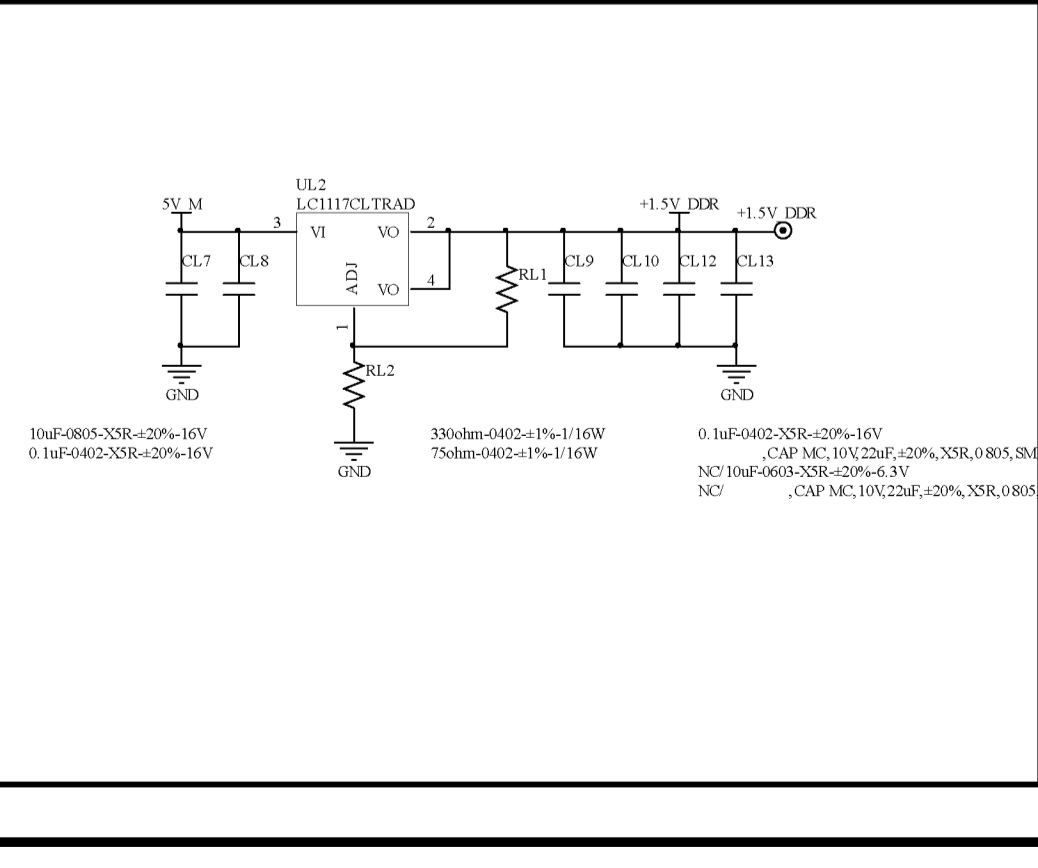 UL2
LC1117CLTRAD
5V_M
3
VI
VO
2
ADJ
VO
4
1
+1.5V_DDR
+1.5V_DDR
CL7
CL8
RL1
CL9
CL10
CL12
CL13
RL2
GND
GND
GND
10uF-0805-X5R-±20%-16V
0.1uF-0402-X5R-±20%-16V
330ohm-0402-±1%-1/16W
75ohm-0402-±1%-1/16W
0.1uF-0402-X5R-±20%-16V
,CAP MC,10V,22uF,±20%,X5R,0805,SM
NC/10uF-0603-X5R-±20%-6.3V
NC/ ,CAP MC,10V,22uF,±20%,X5R,0805,